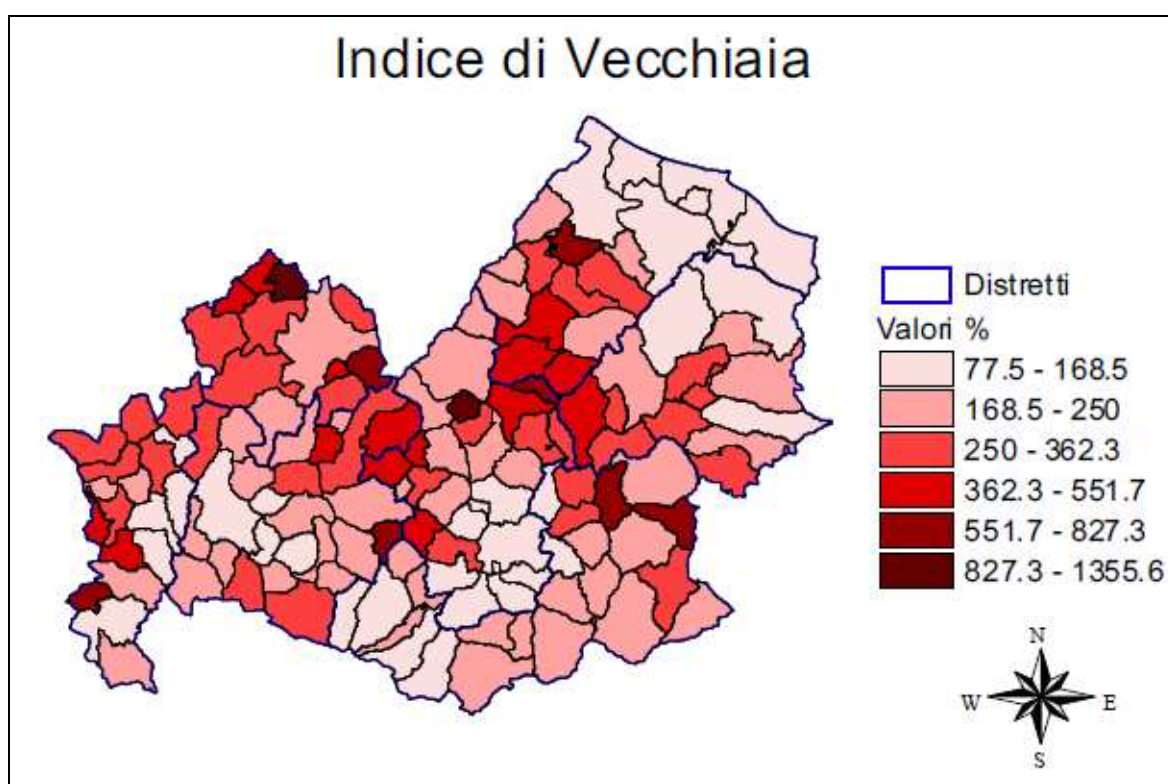 Indice di Vecchiaia
Distretti
Valori %
77.5 - 168.5
168.5 - 250
250 - 362.3
362.3 - 551.7
551.7 - 827.3
827.3 - 1355.6
N
W E
S